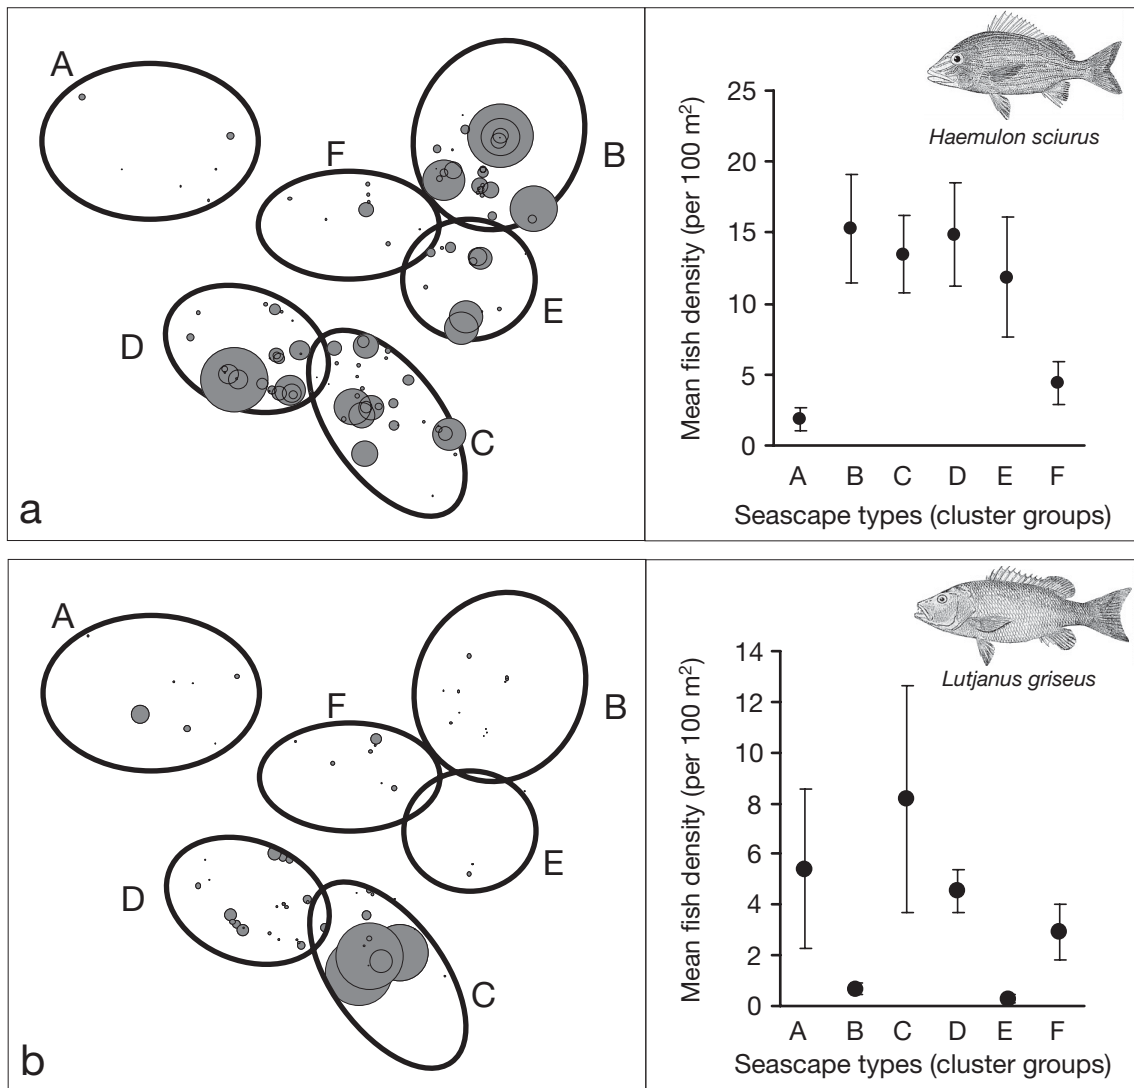 A
F
B
E
D
C
a
Haemulon sciurus
Mean fish density (per 100 m²)
25
20
15
10
5
0
A B C D E F
Seascape types (cluster groups)
A
F
B
E
D
C
b
Lutjanus griseus
Mean fish density (per 100 m²)
14
12
10
8
6
4
2
0
A B C D E F
Seascape types (cluster groups)